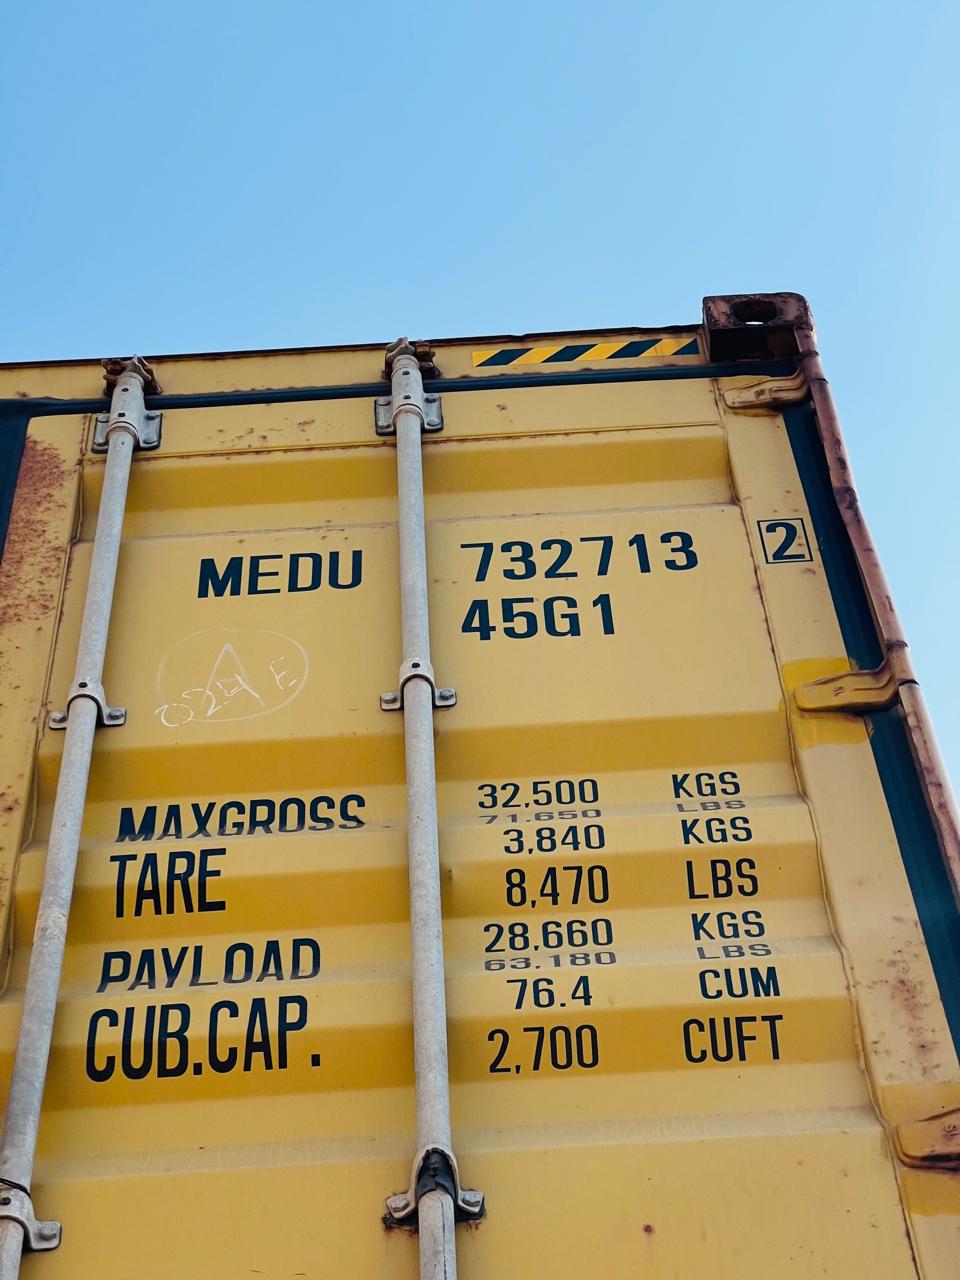 MEDU 732713 2
45G1
A
MAXGROSS 32,500 KGS
71,650 LBS
TARE 3,840 KGS
8,470 LBS
PAYLOAD 28,660 KGS
63,180 LBS
CUB.CAP. 76.4 CUM
2,700 CUFT